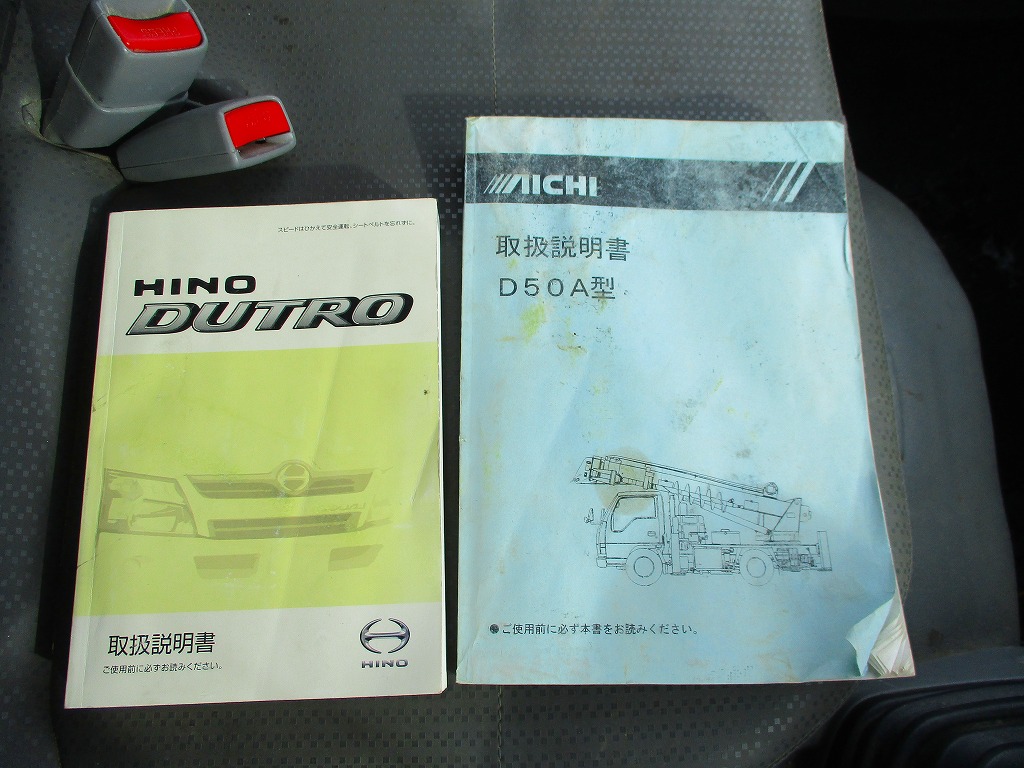 スピードはひかえて安全運転、シートベルトを忘れずに。
HINO
DUTRO
取扱説明書
ご使用前に必ずお読みください。
HINO
AICHI
取扱説明書
D50A型
●ご使用前に必ず本書をお読みください。